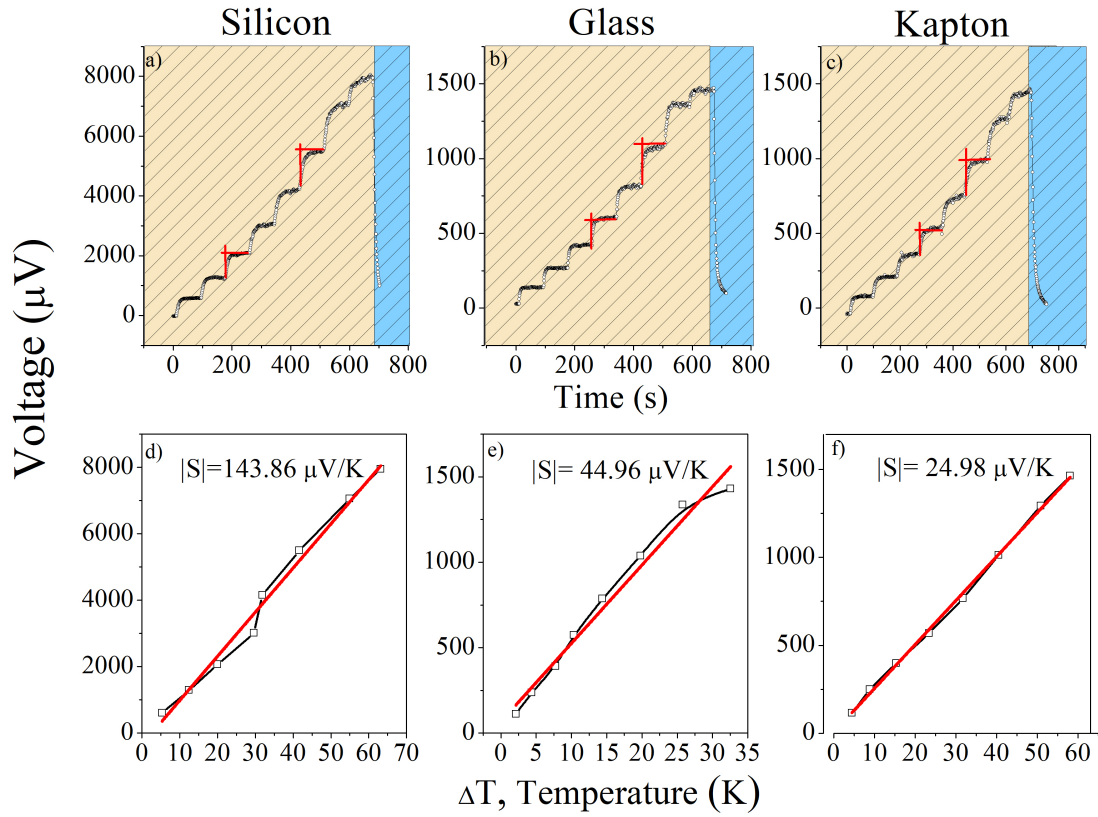 Silicon Glass Kapton
a) b) c)
8000
6000
4000
2000
0
1500
1000
500
0
1500
1000
500
0
0 200 400 600 800
0 200 400 600 800
0 200 400 600 800
Time (s)
Voltage (μV)
d) |S|=143.86 μV/K
e) |S|= 44.96 μV/K
f) |S|= 24.98 μV/K
8000
6000
4000
2000
0
1500
1000
500
0
1500
1000
500
0
0 10 20 30 40 50 60 70
0 5 10 15 20 25 30 35
0 10 20 30 40 50 60
ΔT, Temperature (K)